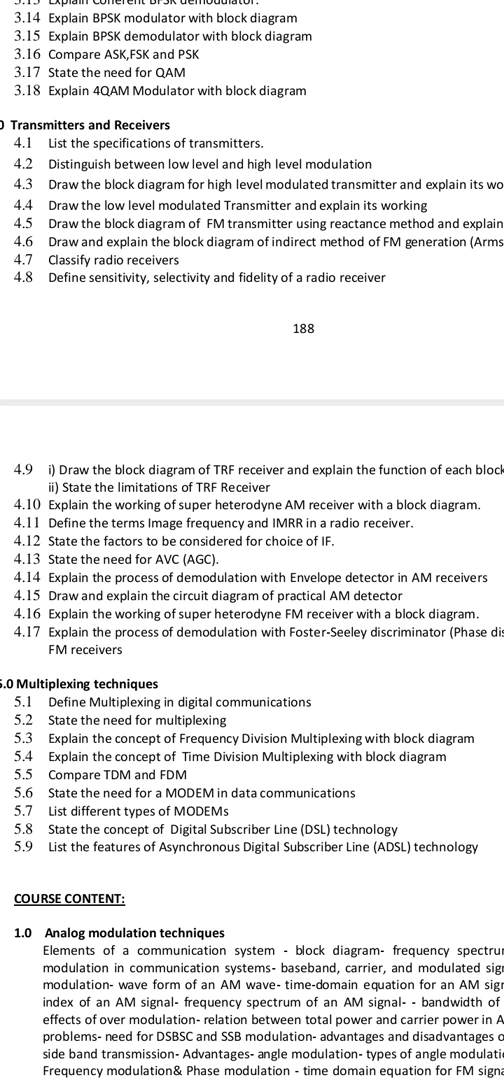 3.13 Explain Coherent BPSK demodulator.
3.14 Explain BPSK modulator with block diagram
3.15 Explain BPSK demodulator with block diagram
3.16 Compare ASK,FSK and PSK
3.17 State the need for QAM
3.18 Explain 4QAM Modulator with block diagram
0 Transmitters and Receivers
4.1 List the specifications of transmitters.
4.2 Distinguish between low level and high level modulation
4.3 Draw the block diagram for high level modulated transmitter and explain its wo
4.4 Draw the low level modulated Transmitter and explain its working
4.5 Draw the block diagram of FM transmitter using reactance method and explain
4.6 Draw and explain the block diagram of indirect method of FM generation (Arms
4.7 Classify radio receivers
4.8 Define sensitivity, selectivity and fidelity of a radio receiver
188
4.9 i) Draw the block diagram of TRF receiver and explain the function of each block
ii) State the limitations of TRF Receiver
4.10 Explain the working of super heterodyne AM receiver with a block diagram.
4.11 Define the terms Image frequency and IMRR in a radio receiver.
4.12 State the factors to be considered for choice of IF.
4.13 State the need for AVC (AGC).
4.14 Explain the process of demodulation with Envelope detector in AM receivers
4.15 Draw and explain the circuit diagram of practical AM detector
4.16 Explain the working of super heterodyne FM receiver with a block diagram.
4.17 Explain the process of demodulation with Foster-Seeley discriminator (Phase dis
FM receivers
5.0 Multiplexing techniques
5.1 Define Multiplexing in digital communications
5.2 State the need for multiplexing
5.3 Explain the concept of Frequency Division Multiplexing with block diagram
5.4 Explain the concept of Time Division Multiplexing with block diagram
5.5 Compare TDM and FDM
5.6 State the need for a MODEM in data communications
5.7 List different types of MODEMs
5.8 State the concept of Digital Subscriber Line (DSL) technology
5.9 List the features of Asynchronous Digital Subscriber Line (ADSL) technology
COURSE CONTENT:
1.0 Analog modulation techniques
Elements of a communication system - block diagram- frequency spectru
modulation in communication systems- baseband, carrier, and modulated sig
modulation- wave form of an AM wave- time-domain equation for an AM sig
index of an AM signal- frequency spectrum of an AM signal- - bandwidth of
effects of over modulation- relation between total power and carrier power in A
problems- need for DSBSC and SSB modulation- advantages and disadvantages o
side band transmission- Advantages- angle modulation- types of angle modulati
Frequency modulation& Phase modulation - time domain equation for FM signa